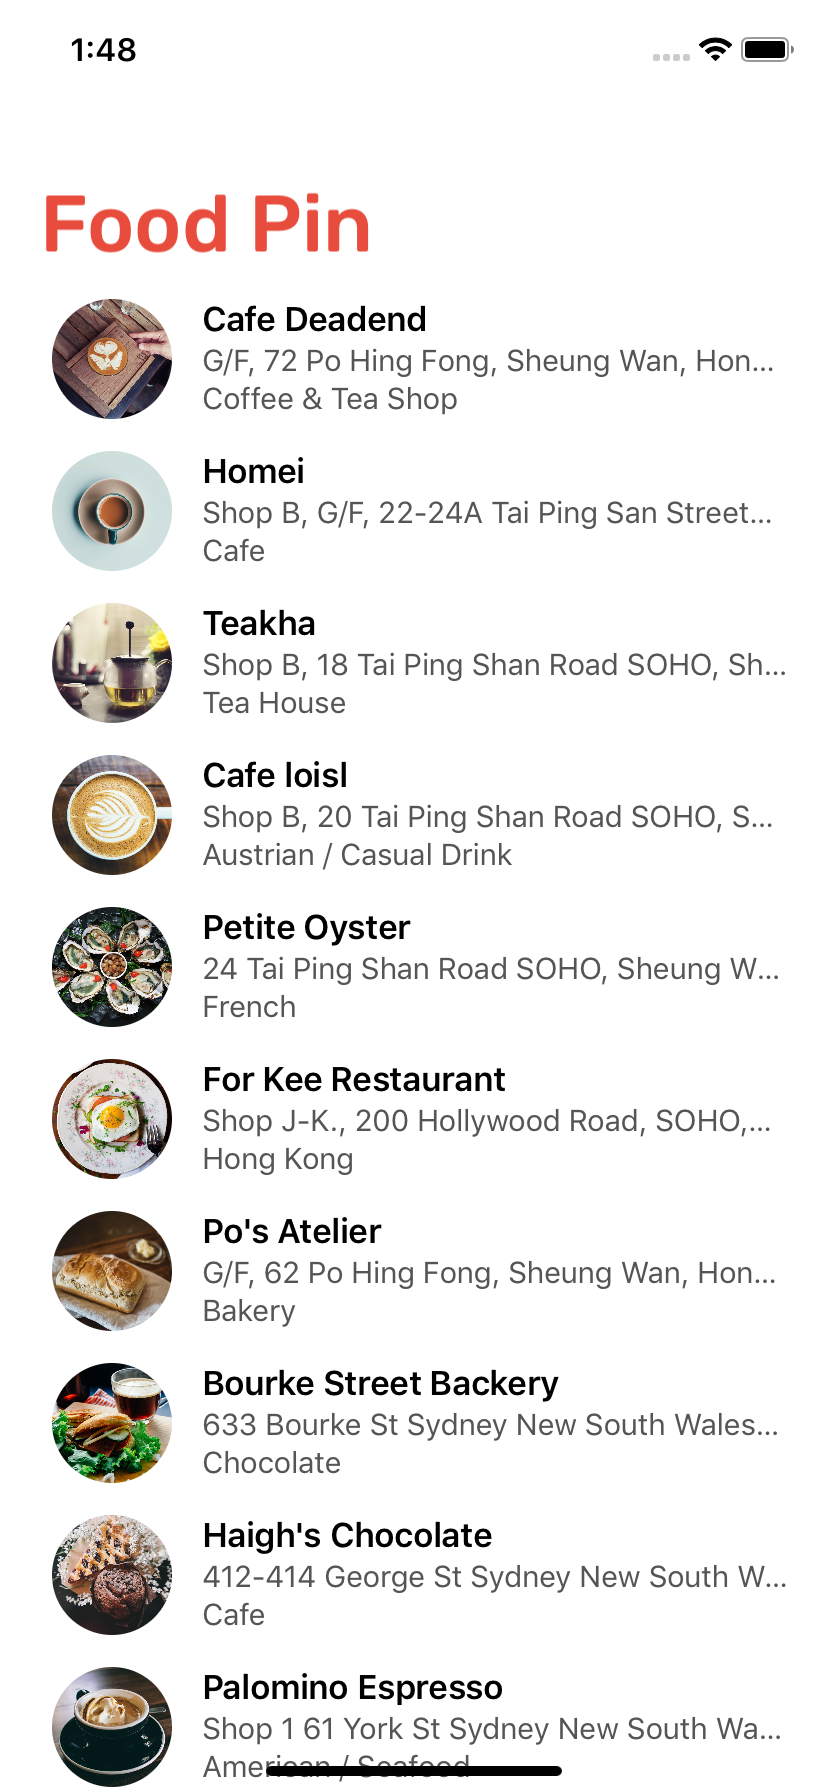 1:48
Food Pin
Cafe Deadend
G/F, 72 Po Hing Fong, Sheung Wan, Hon...
Coffee & Tea Shop
Homei
Shop B, G/F, 22-24A Tai Ping San Street...
Cafe
Teakha
Shop B, 18 Tai Ping Shan Road SOHO, Sh...
Tea House
Cafe loisl
Shop B, 20 Tai Ping Shan Road SOHO, S...
Austrian / Casual Drink
Petite Oyster
24 Tai Ping Shan Road SOHO, Sheung W...
French
For Kee Restaurant
Shop J-K., 200 Hollywood Road, SOHO,...
Hong Kong
Po's Atelier
G/F, 62 Po Hing Fong, Sheung Wan, Hon...
Bakery
Bourke Street Backery
633 Bourke St Sydney New South Wales...
Chocolate
Haigh's Chocolate
412-414 George St Sydney New South W...
Cafe
Palomino Espresso
Shop 1 61 York St Sydney New South Wa...
American / Seafood